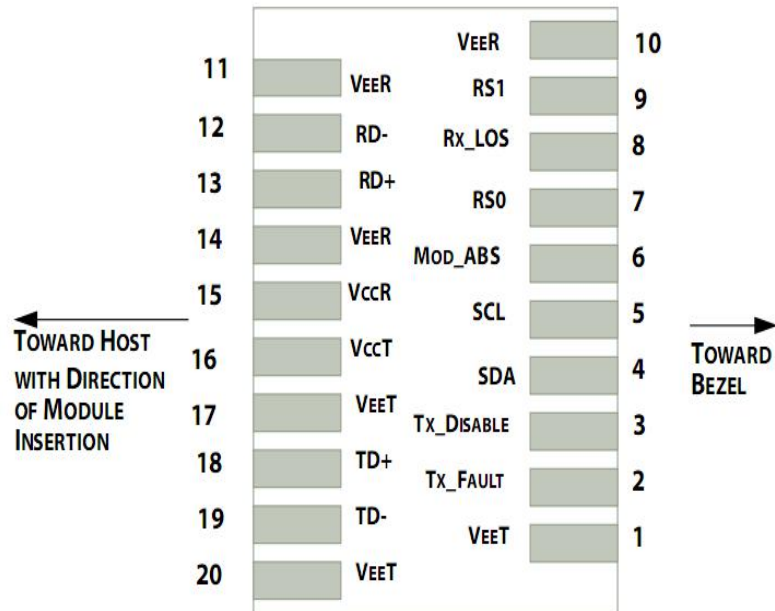 VEER 10
11 VEER
RS1 9
12 RD-
RX_LOS 8
13 RD+
RS0 7
14 VEER
MOD_ABS 6
15 VCCR
SCL 5
TOWARD HOST
WITH DIRECTION
OF MODULE
INSERTION
TOWARD
BEZEL
16 VCCT
SDA 4
17 VEET
TX_DISABLE 3
18 TD+
TX_FAULT 2
19 TD-
VEET 1
20 VEET